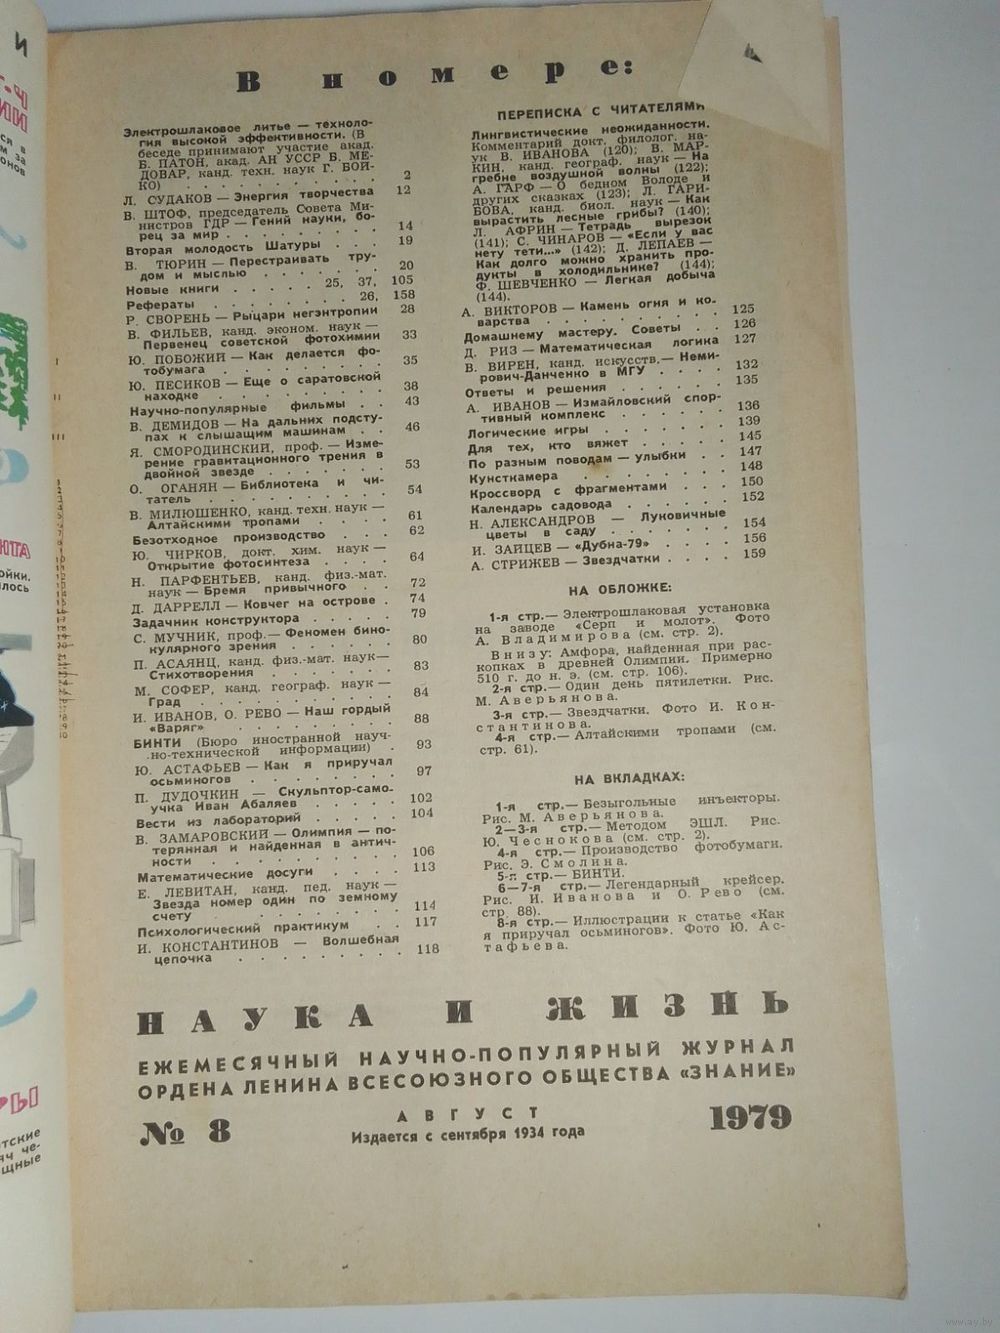 В номере:
Электрошлаковое литье — техноло-
гия высокой эффективности. (В
беседе принимают участие акад.
Б. ПАТОН, акад. АН УССР Б. МЕ-
ДОВАР, канд. техн. наук Г. БОЙ-
КО) . . . . . . . . . . 2
Л. СУДАКОВ — Энергия творчества 12
В. ШТОФ, председатель Совета Ми-
нистров ГДР — Гений науки, бо-
рец за мир . . . . . . . . 14
Вторая молодость Шатуры . . . 19
В. ТЮРИН — Перестраивать тру-
дом и мыслью . . . . . . . 20
Новые книги . . . . . 25, 37, 105
Рефераты . . . . . . . 26, 158
Р. СВОРЕНЬ — Рыцари негэнтропии 28
В. ФИЛЬЕВ, канд. эконом. наук —
Первенец советской фотохимии 33
Ю. ПОБОЖИЙ — Как делается фо-
тобумага . . . . . . . . 35
Ю. ПЕСИКОВ — Еще о саратовской
находке . . . . . . . . . 38
Научно-популярные фильмы . . 43
В. ДЕМИДОВ — На дальних подсту-
пах к слышащим машинам . . 46
Я. СМОРОДИНСКИЙ, проф. — Изме-
рение гравитационного трения в
двойной звезде . . . . . . . 53
О. ОГАНЯН — Библиотека и чи-
татель . . . . . . . . . 54
В. МИЛЮШЕНКО, канд. техн. наук —
Алтайскими тропами . . . . 61
Безотходное производство . . . 62
Ю. ЧИРКОВ, докт. хим. наук —
Открытие фотосинтеза . . . . 64
Н. ПАРФЕНТЬЕВ, канд. физ.-мат.
наук — Бремя привычного . . 72
Д. ДАРРЕЛЛ — Ковчег на острове . 74
Задачник конструктора . . . . . 79
С. МУЧНИК, проф.— Феномен бино-
кулярного зрения . . . . . . 80
П. АСАЯНЦ, канд. физ.-мат. наук—
Стихотворения . . . . . . . 83
М. СОФЕР, канд. географ. наук —
Град . . . . . . . . . . 84
И. ИВАНОВ, О. РЕВО — Наш гордый
«Варяг» . . . . . . . . . 88
БИНТИ (Бюро иностранной науч-
но-технической информации) . 93
Ю. АСТАФЬЕВ — Как я приручал
осьминогов . . . . . . . . 97
П. ДУДОЧКИН — Скульптор-само-
учка Иван Абаляев . . . . . 102
Вести из лабораторий . . . . . 104
В. ЗАМАРОВСКИЙ — Олимпия — по-
терянная и найденная в антич-
ности . . . . . . . . . 106
Математические досуги . . . . 113
Е. ЛЕВИТАН, канд. пед. наук —
Звезда номер один по земному
счету . . . . . . . . . 114
Психологический практикум . . 117
И. КОНСТАНТИНОВ — Волшебная
цепочка . . . . . . . . . 118
ПЕРЕПИСКА С ЧИТАТЕЛЯМИ
Лингвистические неожиданности.
Комментарий докт. филолог. на-
ук В. ИВАНОВА (120); В. МАР-
КИН, канд. географ. наук — На
гребне воздушной волны (122);
А. ГАРФ — О бедном Володе и
других сказках (123); Л. ГАРИ-
БОВА, канд. биол. наук — Как
вырастить лесные грибы? (140);
Л. АФРИН — Тетрадь вырезок
(141); С. ЧИНАРОВ — «Если у вас
нету тети...» (142); Д. ЛЕПАЕВ —
Как долго можно хранить про-
дукты в холодильнике? (143);
Ф. ШЕВЧЕНКО — Легкая добыча
(144).
А. ВИКТОРОВ — Камень огня и ко-
варства . . . . . . . . . 125
Домашнему мастеру. Советы . . 126
Д. РИЗ — Математическая логика 127
В. ВИРЕН, канд. искусств.— Неми-
рович-Данченко в МГУ . . . . 132
Ответы и решения . . . . . . 135
А. ИВАНОВ — Измайловский спор-
тивный комплекс . . . . . . 136
Логические игры . . . . . . 139
Для тех, кто вяжет . . . . . 145
По разным поводам — улыбки . . 147
Кунсткамера . . . . . . . 148
Кроссворд с фрагментами . . . 150
Календарь садовода . . . . . 152
Н. АЛЕКСАНДРОВ — Луковичные
цветы в саду . . . . . . . 154
И. ЗАЙЦЕВ — «Дубна-79» . . . . 156
А. СТРИЖЕВ — Звездчатки . . . . 159
НА ОБЛОЖКЕ:
1-я стр.— Электрошлаковая установка
на заводе «Серп и молот». Фото
А. Владимирова (см. стр. 2).
Внизу: Амфора, найденная при рас-
копках в древней Олимпии. Примерно
510 г. до н. э. (см. стр. 106).
2-я стр.— Один день пятилетки. Рис.
М. Аверьянова.
3-я стр.— Звездчатки. Фото И. Кон-
стантинова.
4-я стр.— Алтайскими тропами (см.
стр. 61).
НА ВКЛАДКАХ:
1-я стр.— Безыгольные инъекторы.
Рис. М. Аверьянова.
2—3-я стр.— Методом ЭШЛ. Рис.
Ю. Чеснокова (см. стр. 2).
4-я стр.— Производство фотобумаги.
Рис. Э. Смолина.
5-я стр.— БИНТИ.
6—7-я стр.— Легендарный крейсер.
Рис. И. Иванова и О. Рево (см.
стр. 88).
8-я стр.— Иллюстрации к статье «Как
я приручал осьминогов». Фото Ю. Ас-
тафьева.
НАУКА И ЖИЗНЬ
ЕЖЕМЕСЯЧНЫЙ НАУЧНО-ПОПУЛЯРНЫЙ ЖУРНАЛ
ОРДЕНА ЛЕНИНА ВСЕСОЮЗНОГО ОБЩЕСТВА «ЗНАНИЕ»
№ 8
АВГУСТ
Издается с сентября 1934 года
1979
www.ay.by